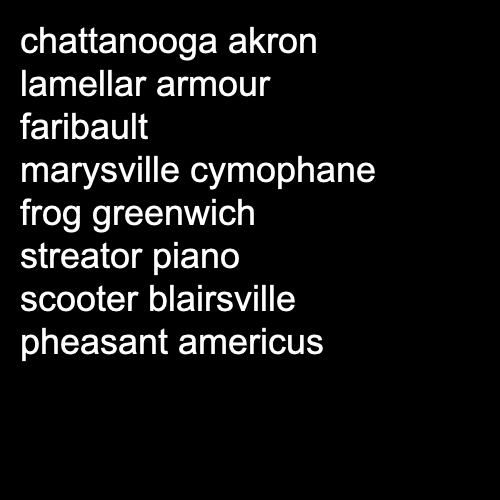 chattanooga akron
lamellar armour
faribault
marysville cymophane
frog greenwich
streator piano
scooter blairsville
pheasant americus